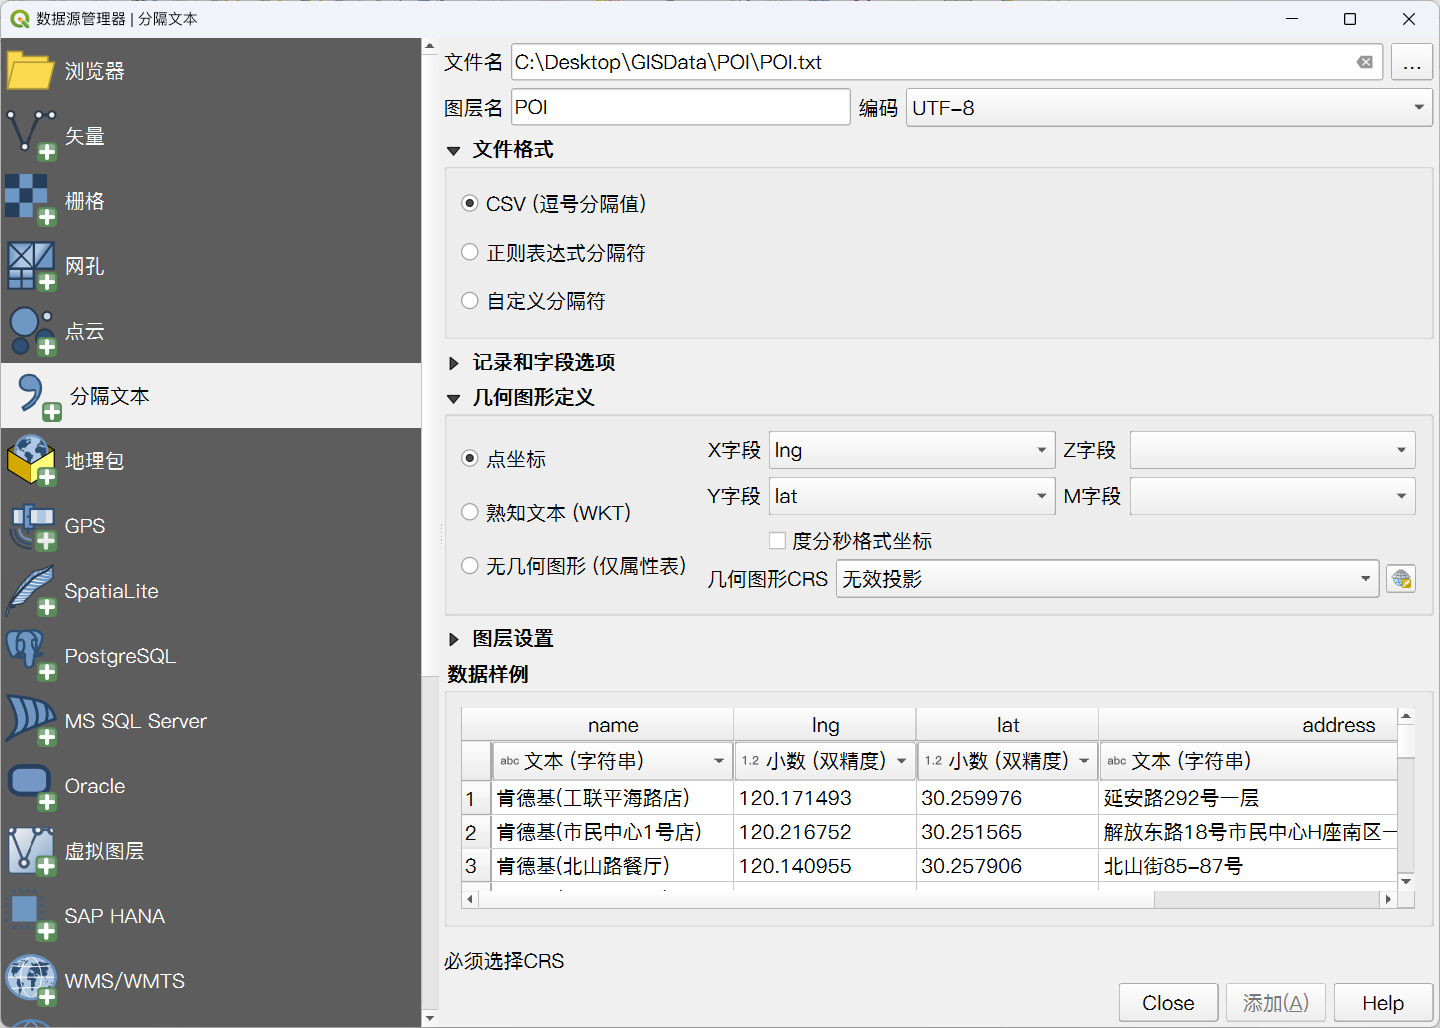 数据源管理器 | 分隔文本
浏览器
矢量
栅格
网孔
点云
分隔文本
地理包
GPS
SpatiaLite
PostgreSQL
MS SQL Server
Oracle
虚拟图层
SAP HANA
WMS/WMTS
文件名 C:\Desktop\GISData\POI\POI.txt …
图层名 POI 编码 UTF-8
文件格式
CSV (逗号分隔值)
正则表达式分隔符
自定义分隔符
记录和字段选项
几何图形定义
点坐标
熟知文本 (WKT)
无几何图形 (仅属性表)
X字段 lng Z字段
Y字段 lat M字段
度分秒格式坐标
几何图形CRS 无效投影
图层设置
数据样例
name lng lat address
abc 文本 (字符串) 1.2 小数 (双精度) 1.2 小数 (双精度) abc 文本 (字符串)
1 肯德基(工联平海路店) 120.171493 30.259976 延安路292号一层
2 肯德基(市民中心1号店) 120.216752 30.251565 解放东路18号市民中心H座南区一
3 肯德基(北山路餐厅) 120.140955 30.257906 北山街85-87号
必须选择CRS
Close 添加(A) Help